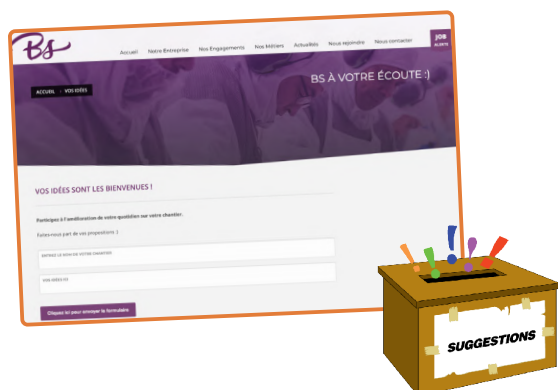 Bs
Accueil Notre Entreprise Nos Engagements Nos Métiers Actualités Nous rejoindre Nous contacter
JOB
ALERTE
BS À VOTRE ÉCOUTE :)
ACCUEIL VOS IDÉES
VOS IDÉES SONT LES BIENVENUES !
Participez à l'amélioration de votre quotidien sur votre chantier.
Faites-nous part de vos propositions :)
ENTREZ LE NOM DE VOTRE CHANTIER
VOS IDÉES ICI
Cliquez ici pour envoyer le formulaire
SUGGESTIONS